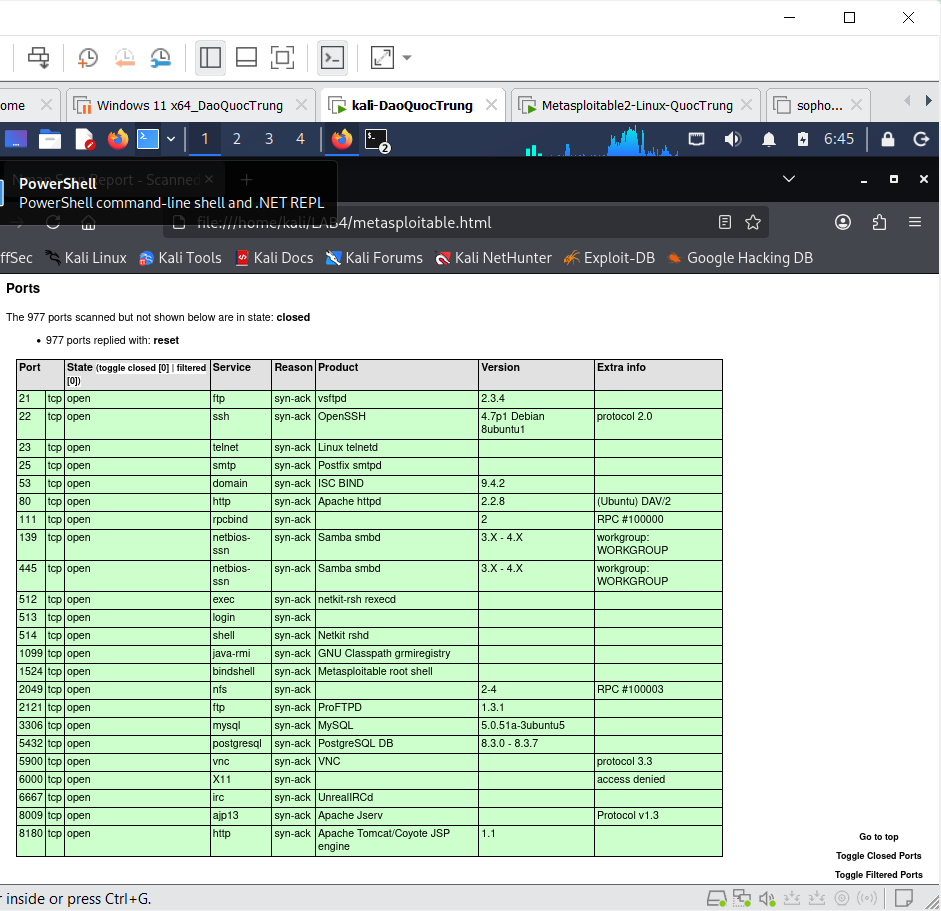 ome
Windows 11 x64_DaoQuocTrung
kali-DaoQuocTrung
Metasploitable2-Linux-QuocTrung
sopho...
1 2 3 4
2
6:45
Report - Scanned
PowerShell
PowerShell command-line shell and .NET REPL
file:///home/kali/LAB4/metasploitable.html
ffSec Kali Linux Kali Tools Kali Docs Kali Forums Kali NetHunter Exploit-DB Google Hacking DB
Ports
The 977 ports scanned but not shown below are in state: closed
• 977 ports replied with: reset
Port State (toggle closed [0] | filtered [0]) Service Reason Product Version Extra info
21 tcp open ftp syn-ack vsftpd 2.3.4
22 tcp open ssh syn-ack OpenSSH 4.7p1 Debian 8ubuntu1 protocol 2.0
23 tcp open telnet syn-ack Linux telnetd
25 tcp open smtp syn-ack Postfix smtpd
53 tcp open domain syn-ack ISC BIND 9.4.2
80 tcp open http syn-ack Apache httpd 2.2.8 (Ubuntu) DAV/2
111 tcp open rpcbind syn-ack 2 RPC #100000
139 tcp open netbios-ssn syn-ack Samba smbd 3.X - 4.X workgroup: WORKGROUP
445 tcp open netbios-ssn syn-ack Samba smbd 3.X - 4.X workgroup: WORKGROUP
512 tcp open exec syn-ack netkit-rsh rexecd
513 tcp open login syn-ack
514 tcp open shell syn-ack Netkit rshd
1099 tcp open java-rmi syn-ack GNU Classpath grmiregistry
1524 tcp open bindshell syn-ack Metasploitable root shell
2049 tcp open nfs syn-ack 2-4 RPC #100003
2121 tcp open ftp syn-ack ProFTPD 1.3.1
3306 tcp open mysql syn-ack MySQL 5.0.51a-3ubuntu5
5432 tcp open postgresql syn-ack PostgreSQL DB 8.3.0 - 8.3.7
5900 tcp open vnc syn-ack VNC protocol 3.3
6000 tcp open X11 syn-ack access denied
6667 tcp open irc syn-ack UnrealIRCd
8009 tcp open ajp13 syn-ack Apache Jserv Protocol v1.3
8180 tcp open http syn-ack Apache Tomcat/Coyote JSP engine 1.1
Go to top
Toggle Closed Ports
Toggle Filtered Ports
inside or press Ctrl+G.